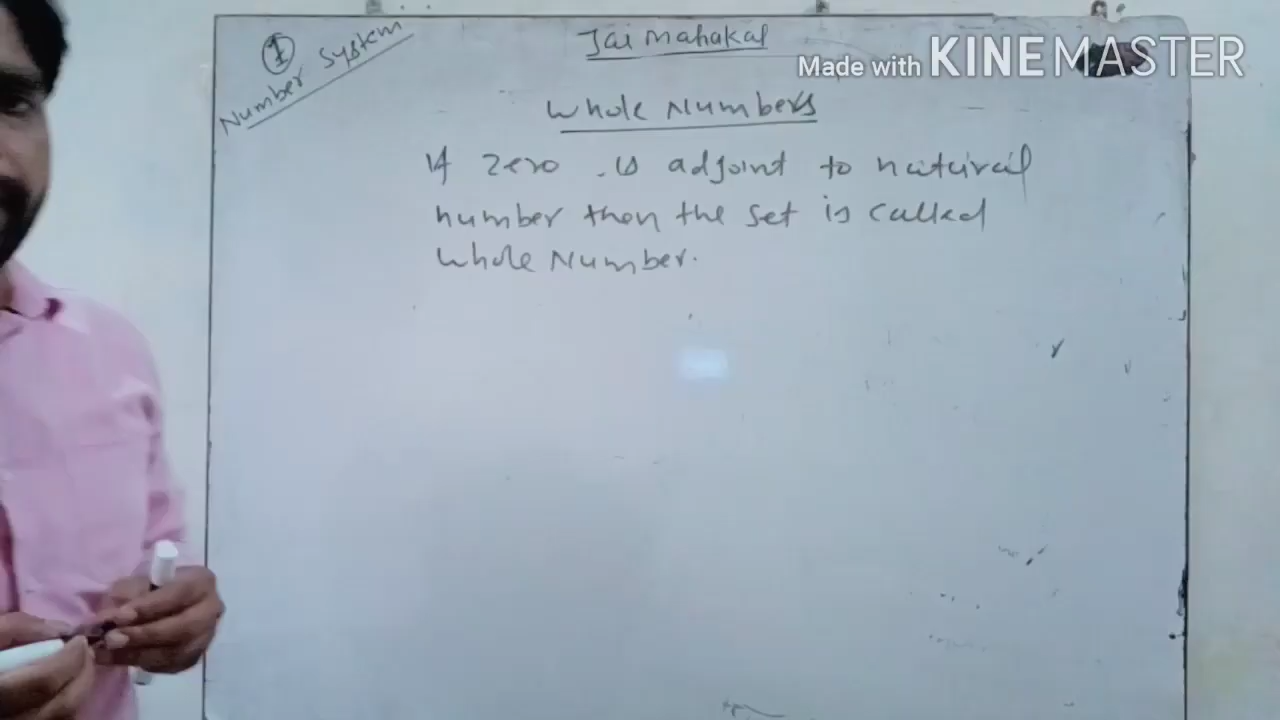 ①
Number System
Jai Mahakal
Made with KINEMASTER
Whole Numbers
If zero is adjoint to natural
number then the set is called
Whole Number.